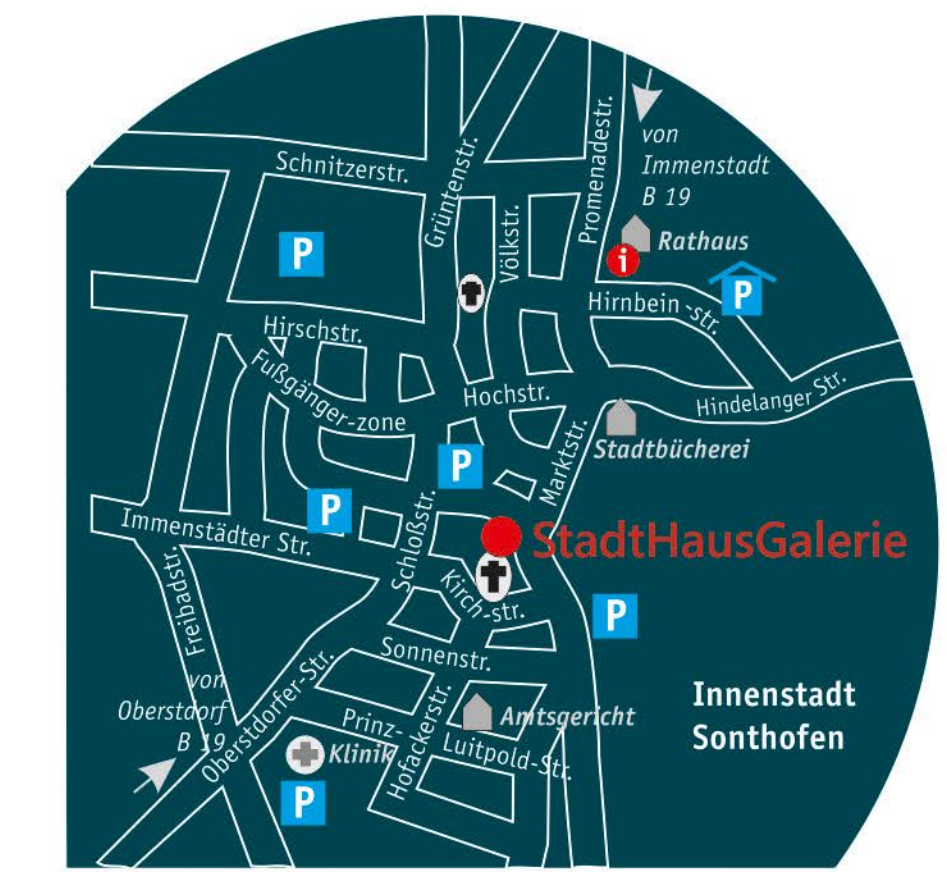 Schnitzerstr.
Grüntenstr.
Völkstr.
Promenadestr.
von
Immenstadt
B 19
Rathaus
i
P
P
Hirnbein-str.
Hirschstr.
Fußgänger-zone
Hochstr.
Hindelanger Str.
Marktstr.
Stadtbücherei
P
P
Immenstädter Str.
Schloßstr.
StadtHausGalerie
Kirch-str.
P
Freibadstr.
Sonnenstr.
von
Oberstdorf
B 19
Oberstdorfer-Str.
Innenstadt
Sonthofen
Prinz-
Luitpold-Str.
Hofackerstr.
Amtsgericht
Klinik
P